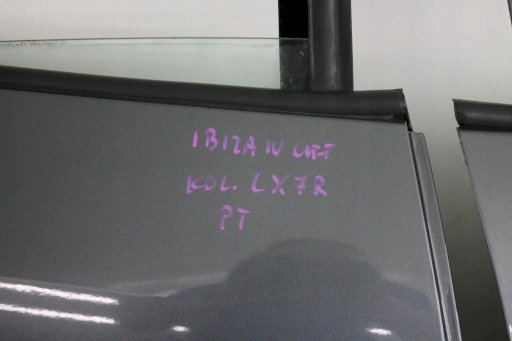 IBIZA IV LIFT
KOL. LX7R
PT